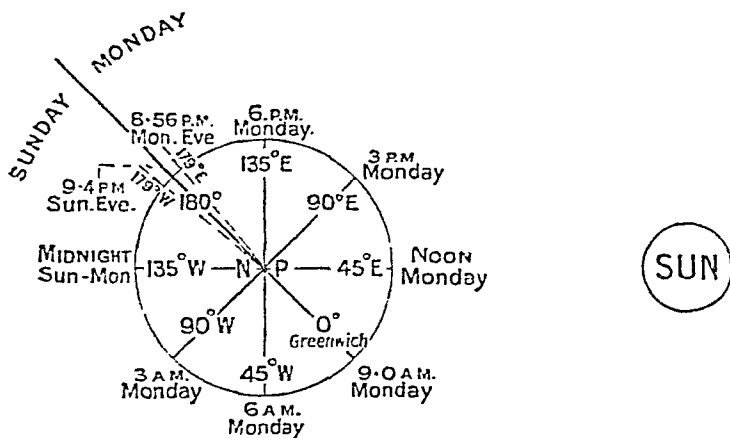 MONDAY
SUNDAY
8·56 P.M.
Mon. Eve
6.P.M.
Monday.
179°E
135°E
3 P.M
Monday
9·4 P.M
Sun.Eve.
179°W
180°
90°E
MIDNIGHT
Sun-Mon
135°W
N P
45°E
NOON
Monday
SUN
90°W
0°
Greenwich
3 A.M.
Monday
45°W
9·0 A.M.
Monday
6 A.M.
Monday